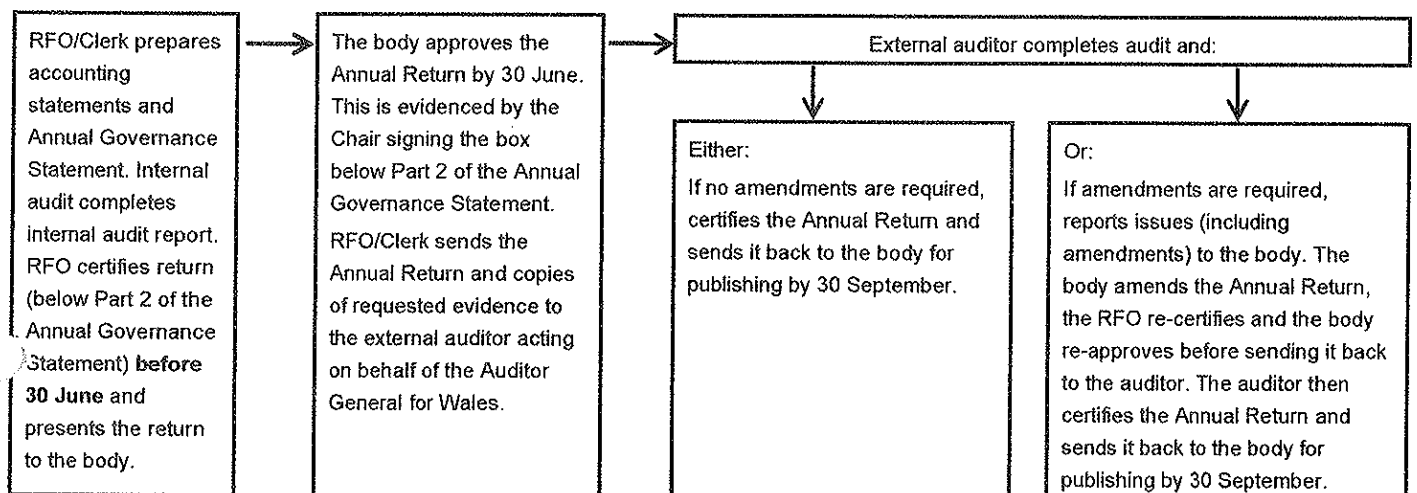 RFO/Clerk prepares
accounting
statements and
Annual Governance
Statement. Internal
audit completes
internal audit report.
RFO certifies return
(below Part 2 of the
Annual Governance
Statement) before
30 June and
presents the return
to the body.
The body approves the
Annual Return by 30 June.
This is evidenced by the
Chair signing the box
below Part 2 of the Annual
Governance Statement.
RFO/Clerk sends the
Annual Return and copies
of requested evidence to
the external auditor acting
on behalf of the Auditor
General for Wales.
External auditor completes audit and:
Either:
If no amendments are required,
certifies the Annual Return and
sends it back to the body for
publishing by 30 September.
Or:
If amendments are required,
reports issues (including
amendments) to the body. The
body amends the Annual Return,
the RFO re-certifies and the body
re-approves before sending it back
to the auditor. The auditor then
certifies the Annual Return and
sends it back to the body for
publishing by 30 September.